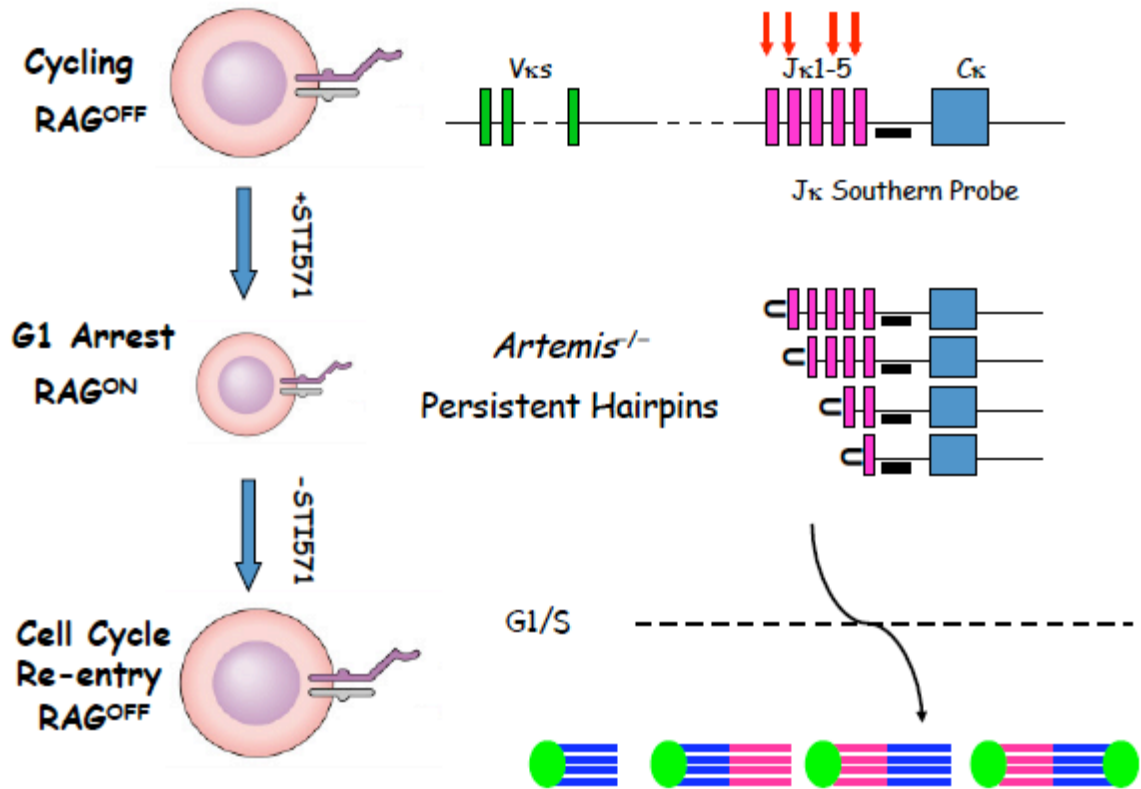 Cycling
RAGOFF
Vκs
Jκ1-5
Cκ
Jκ Southern Probe
+STI571
G1 Arrest
RAGON
Artemis-/-
Persistent Hairpins
-STI571
Cell Cycle
Re-entry
RAGOFF
G1/S